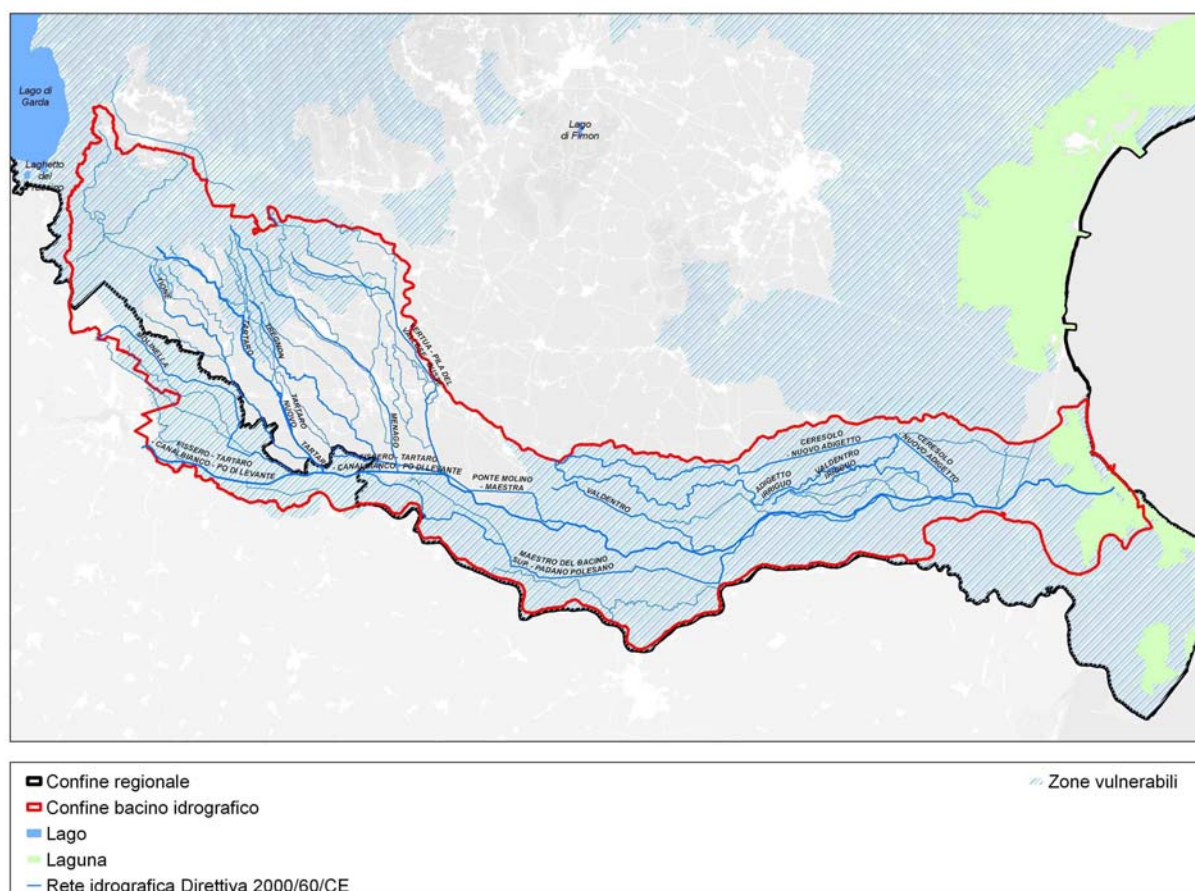 Lago di
Garda
Laghetto
del
Lago
di Fimon
TIONE
TARTARO
TREGNON
MOLINELLA
TARTARO
NUOVO
MENAGO
FISSERO - TARTARO
- CANALBIANCO - PO DI LEVANTE
- TARTARO
CANALBIANCO - PO DI LEVANTE
PONTE MOLINO
- MAESTRA
VALDENTRO
CERESOLO
- NUOVO ADIGETTO
ADIGETTO
IRRIGUO
VALDENTRO
IRRIGUO
CERESOLO
NUOVO ADIGETTO
MAESTRO DEL BACINO
SUP - PADANO POLESANO
Confine regionale
Confine bacino idrografico
Lago
Laguna
Rete idrografica Direttiva 2000/60/CE
Zone vulnerabili